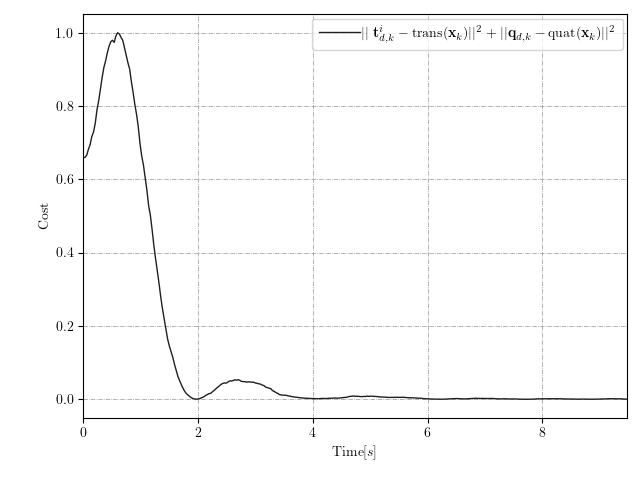 || t^i_{d,k} − trans(x_k)||^2 + ||q_{d,k} − quat(x_k)||^2
1.0
0.8
0.6
0.4
0.2
0.0
Cost
0 2 4 6 8
Time[s]